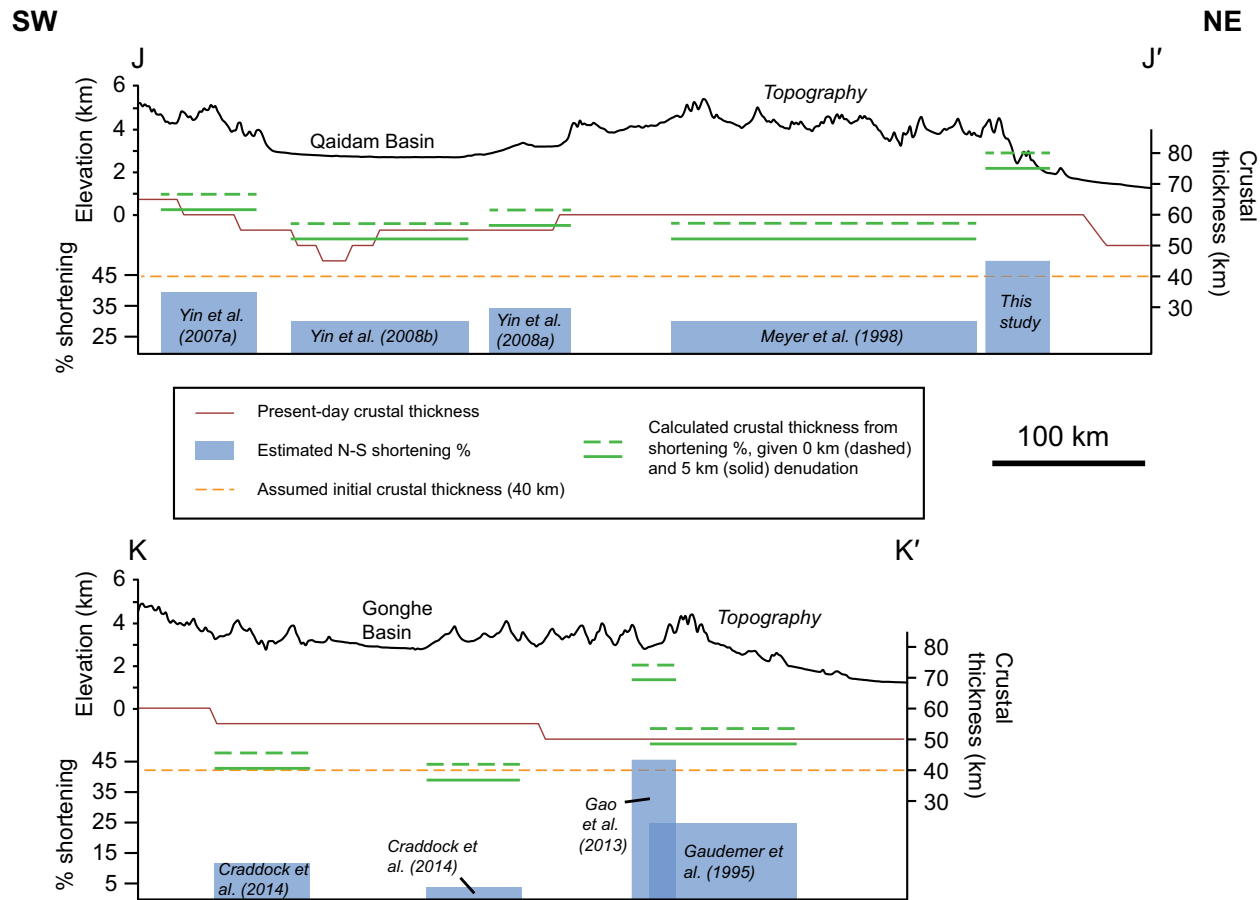 SW
NE
J
J′
Elevation (km)
6
4
2
0
Qaidam Basin
Topography
80
70
60
50
40
30
Crustal
thickness (km)
% shortening
45
35
25
Yin et al.
(2007a)
Yin et al. (2008b)
Yin et al.
(2008a)
Meyer et al. (1998)
This
study
Present-day crustal thickness
Estimated N-S shortening %
Assumed initial crustal thickness (40 km)
Calculated crustal thickness from
shortening %, given 0 km (dashed)
and 5 km (solid) denudation
100 km
K
K′
Elevation (km)
6
4
2
0
Gonghe
Basin
Topography
80
70
60
50
40
30
Crustal
thickness (km)
% shortening
45
35
25
15
5
Craddock et
al. (2014)
Craddock et
al. (2014)
Gao
et al.
(2013)
Gaudemer et
al. (1995)